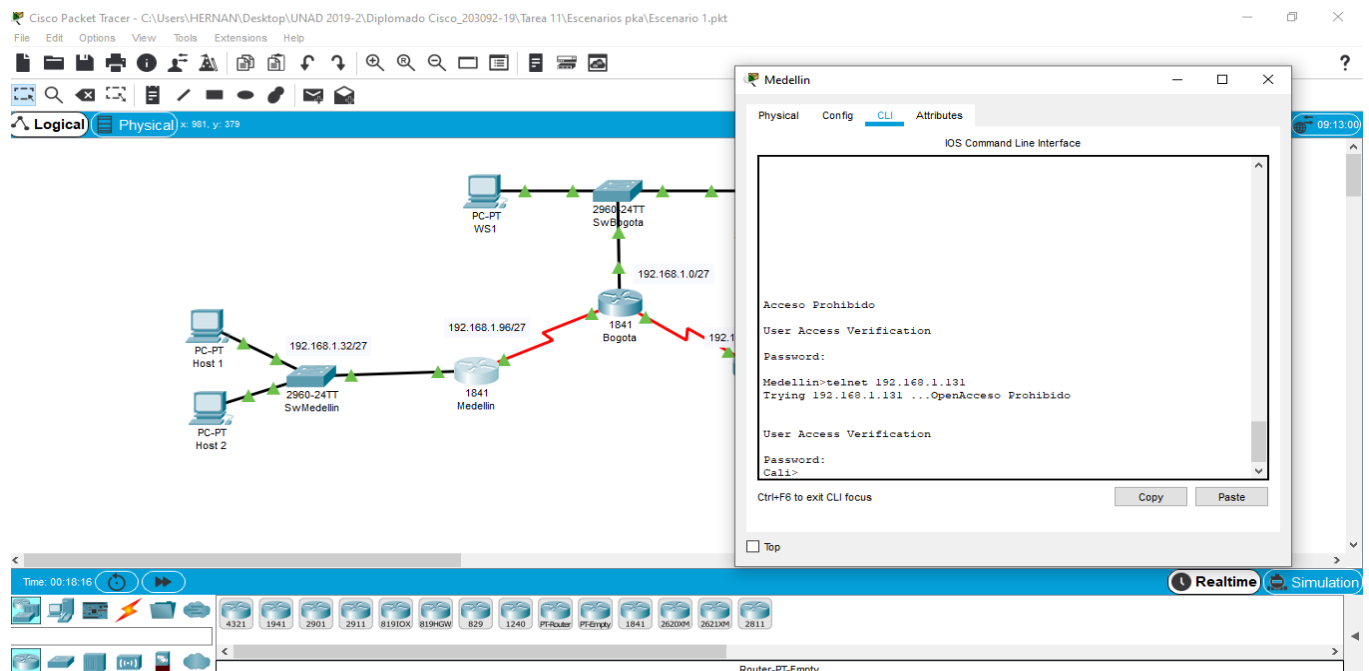 Cisco Packet Tracer - C:\Users\HERNAN\Desktop\UNAD 2019-2\Diplomado Cisco_203092-19\Tarea 11\Escenarios pka\Escenario 1.pkt
File Edit Options View Tools Extensions Help
?
Logical Physical x: 981, y: 379
09:13:00
PC-PT
WS1
2960-24TT
SwBogota
192.168.1.0/27
1841
Bogota
192.168.1.96/27
192.1
PC-PT
Host 1
192.168.1.32/27
2960-24TT
SwMedellin
1841
Medellin
PC-PT
Host 2
Medellin
Physical Config CLI Attributes
IOS Command Line Interface
Acceso Prohibido
User Access Verification
Password:
Medellin>telnet 192.168.1.131
Trying 192.168.1.131 ...OpenAcceso Prohibido
User Access Verification
Password:
Cali>
Ctrl+F6 to exit CLI focus
Copy Paste
Top
Time: 00:18:16
Realtime Simulation
4321 1941 2901 2911 819IOX 819HGW 829 1240 PT-Router PT-Empty 1841 2620XM 2621XM 2811
Router-PT-Empty